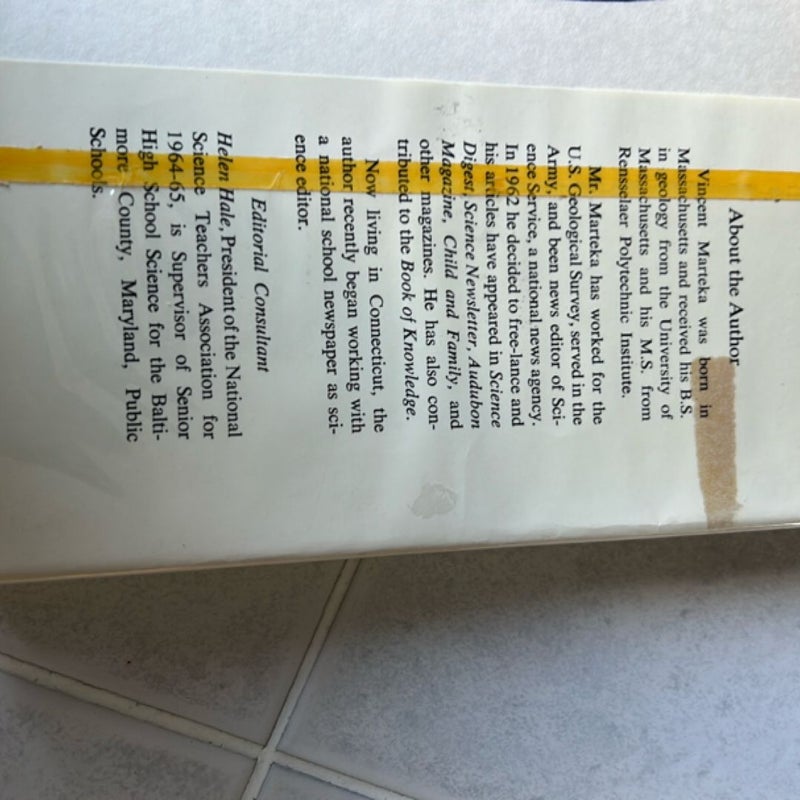 About the Author
Vincent Marteka was born in
Massachusetts and received his B.S.
in geology from the University of
Massachusetts and his M.S. from
Rensselaer Polytechnic Institute.
Mr. Marteka has worked for the
U.S. Geological Survey, served in the
Army, and been news editor of Sci-
ence Service, a national news agency.
In 1962 he decided to free-lance and
his articles have appeared in Science
Digest, Science Newsletter, Audubon
Magazine, Child and Family, and
other magazines. He has also con-
tributed to the Book of Knowledge.
Now living in Connecticut, the
author recently began working with
a national school newspaper as sci-
ence editor.
Editorial Consultant
Helen Hale, President of the National
Science Teachers Association for
1964-65, is Supervisor of Senior
High School Science for the Balti-
more County, Maryland, Public
Schools.